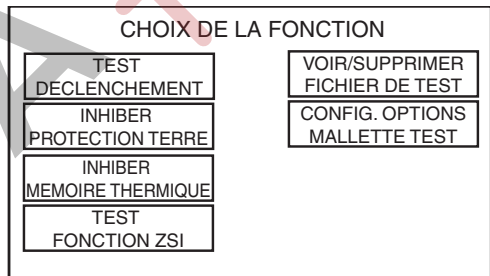 CHOIX DE LA FONCTION
TEST
DECLENCHEMENT
INHIBER
PROTECTION TERRE
INHIBER
MEMOIRE THERMIQUE
TEST
FONCTION ZSI
VOIR/SUPPRIMER
FICHIER DE TEST
CONFIG. OPTIONS
MALLETTE TEST